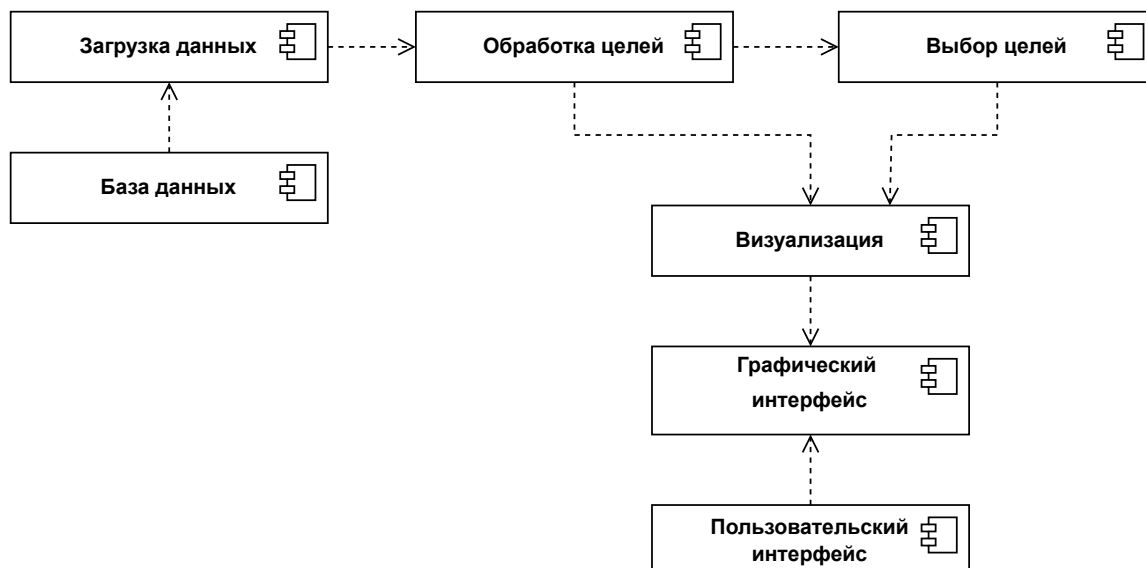 Загрузка данных
Обработка целей
Выбор целей
База данных
Визуализация
Графический
интерфейс
Пользовательский
интерфейс